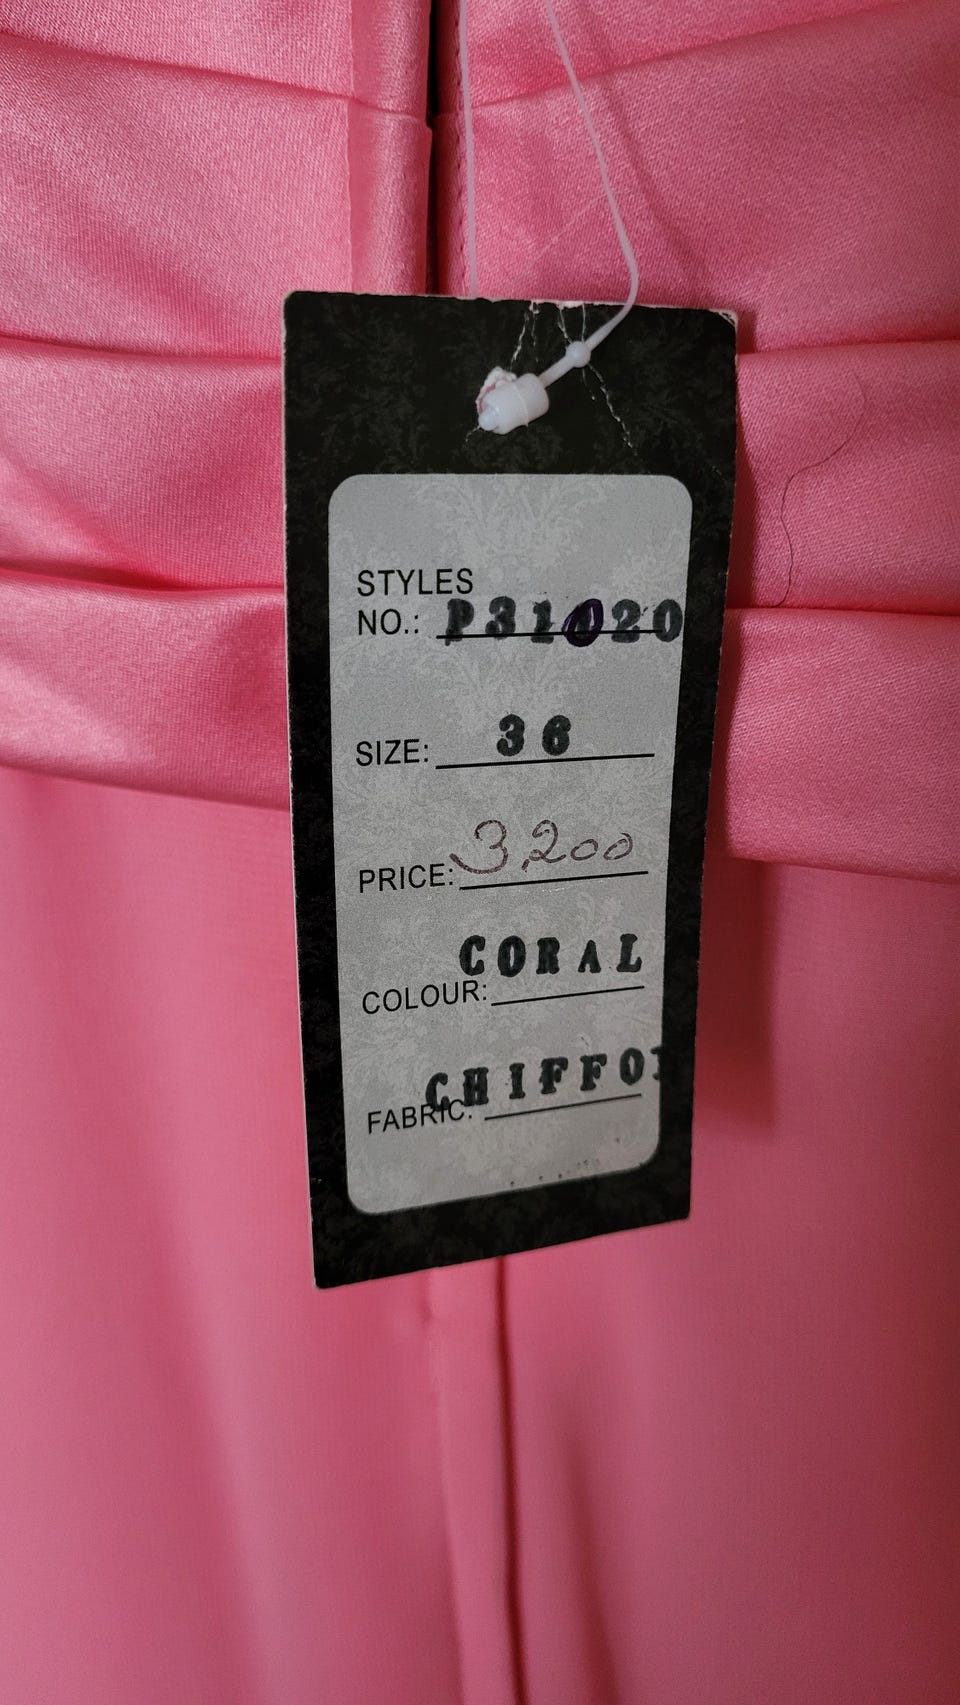 STYLES
NO.: P31020
SIZE: 36
PRICE: 3,200
COLOUR: CORAL
FABRIC: CHIFFO